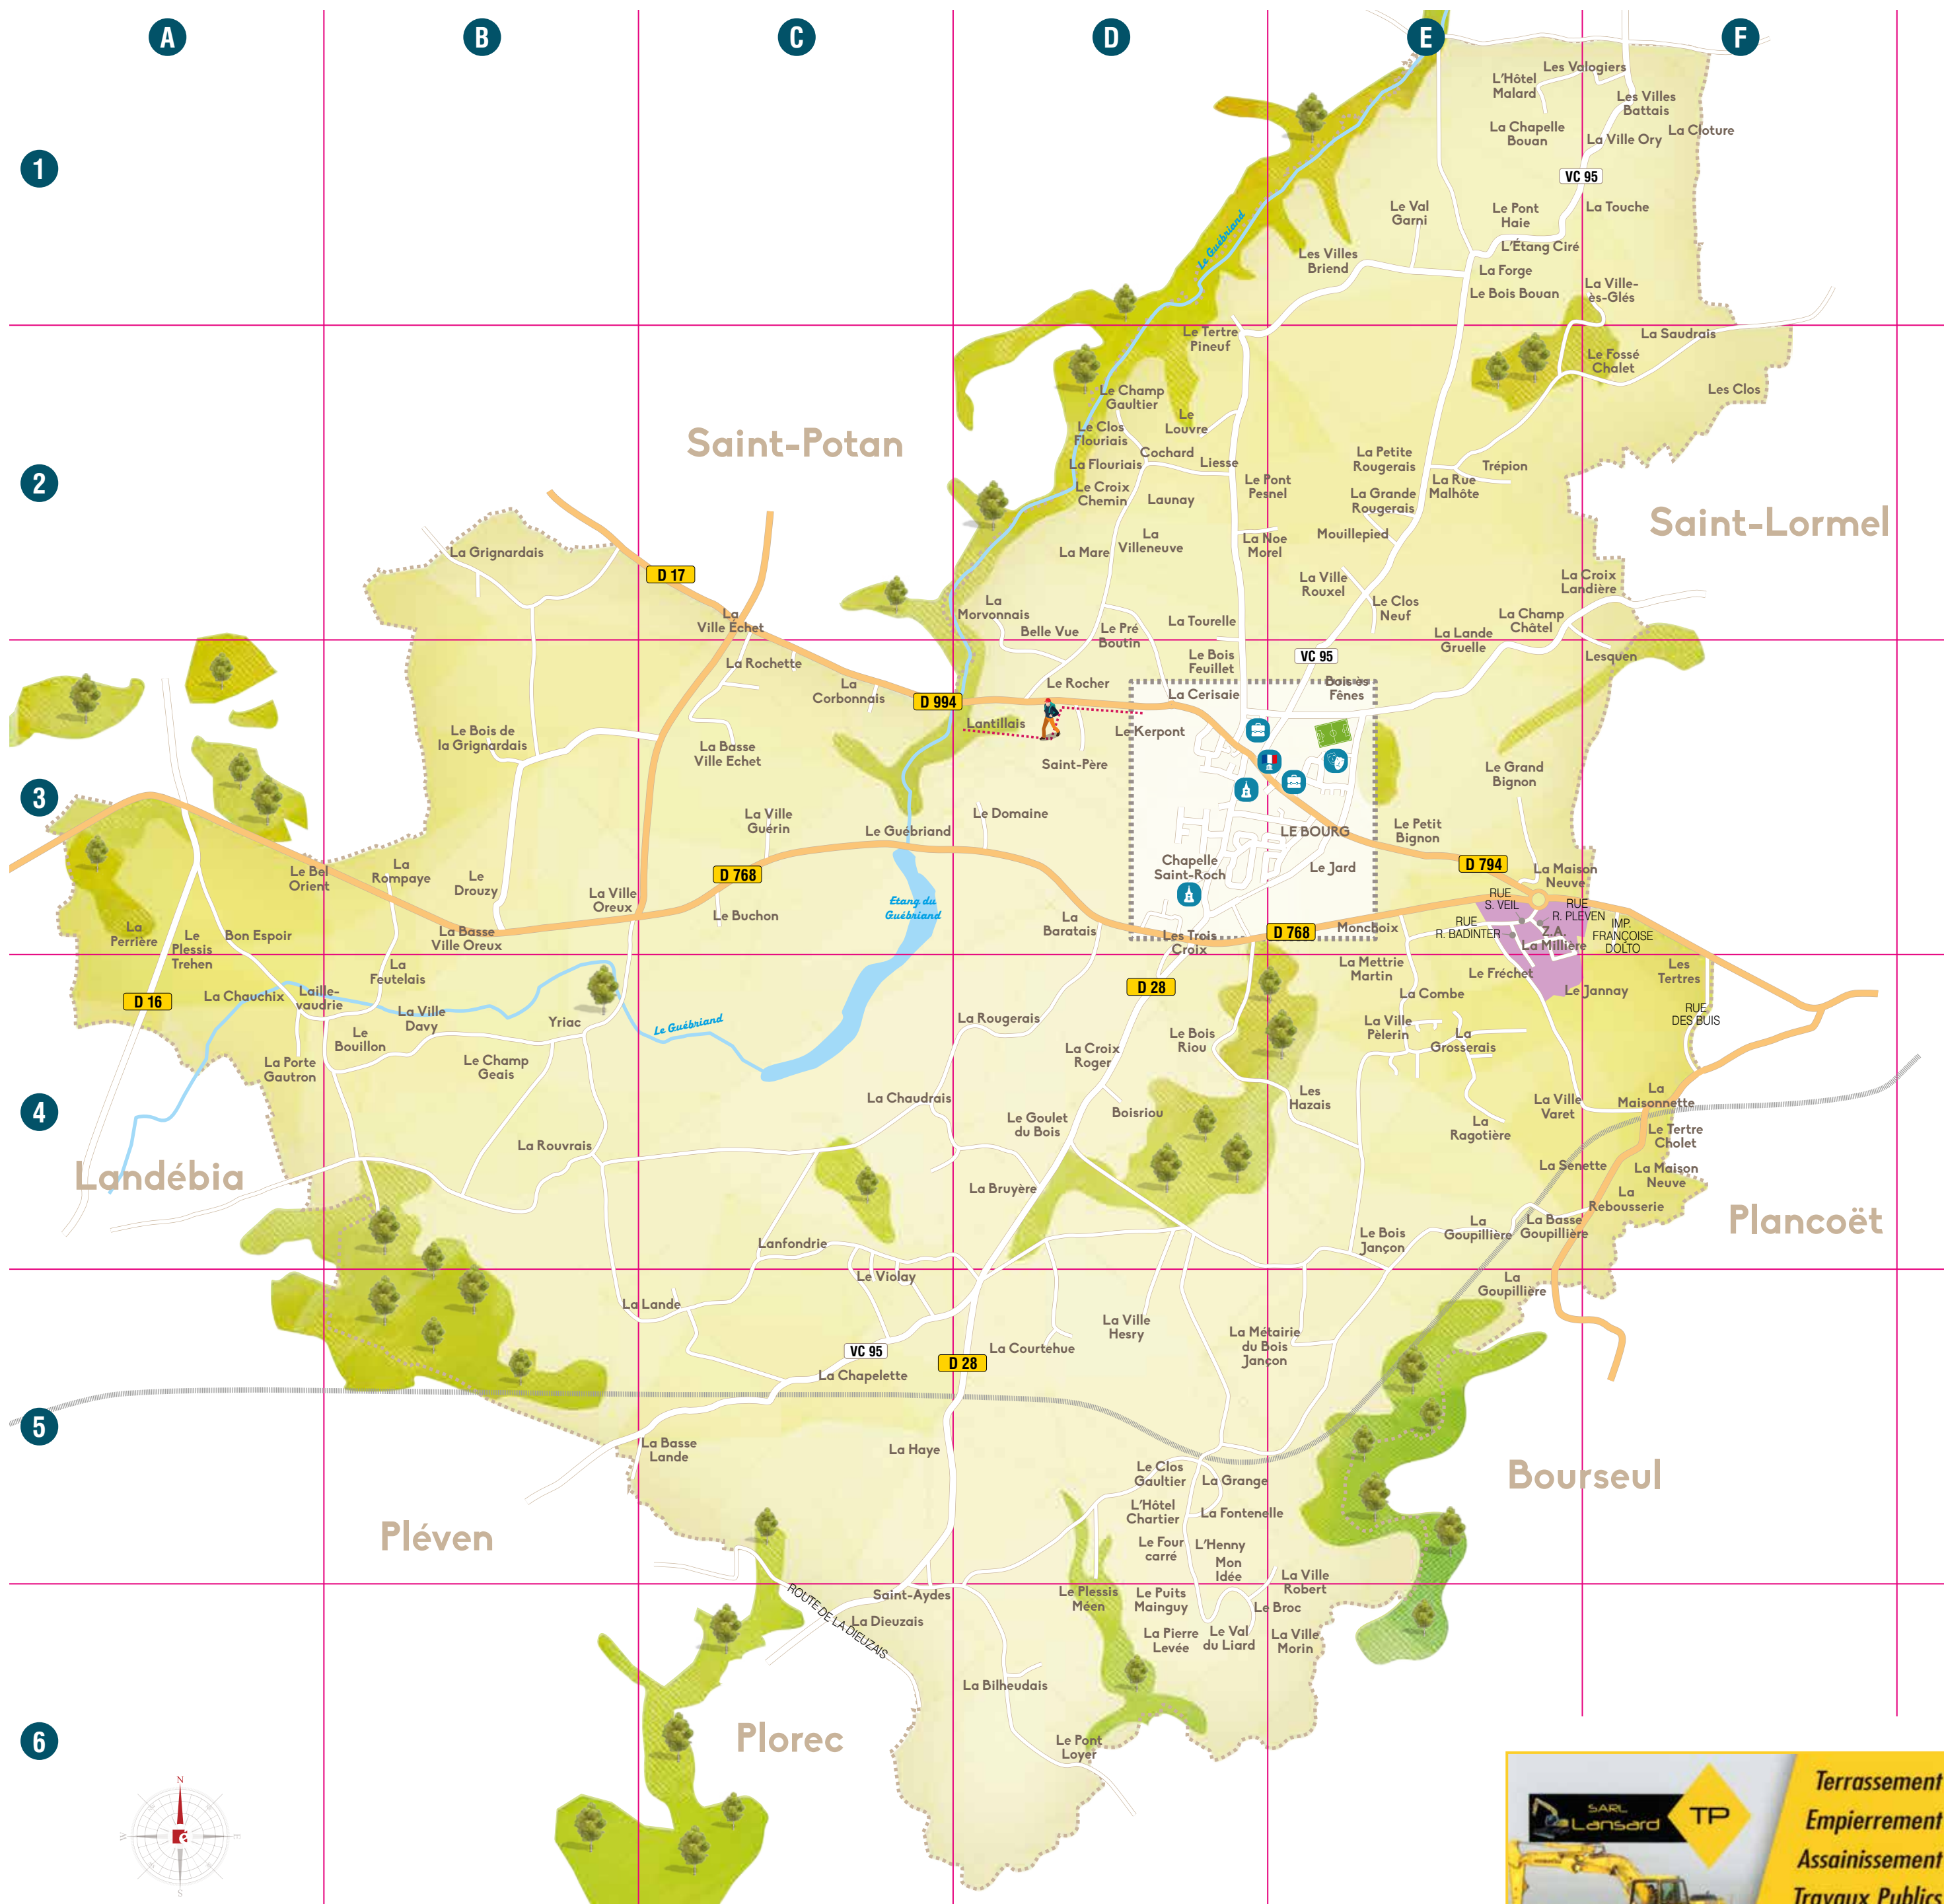 A
B
C
D
E
F
1
2
3
4
5
6
Les Valogiers
L'Hôtel
Malard
Les Villes
Battais
La Chapelle
Bouan
La Ville Ory
La Cloture
VC 95
Le Val
Garni
Le Pont
Haie
La Touche
Le Guébriand
Les Villes
Briend
L'Étang Ciré
La Forge
Le Bois Bouan
La Ville-
ès-Glés
Le Tertre
Pineuf
La Saudrais
Le Fossé
Chalet
Les Clos
Le Champ
Gaultier
Le
Louvre
Le Clos
Flouriais
Cochard
La Flouriais
Liesse
Le Croix
Chemin
Launay
Le Pont
Pesnel
La Petite
Rougerais
La Grande
Rougerais
La Rue
Malhôte
Trépion
Saint-Potan
Saint-Lormel
La Mare
La
Villeneuve
La Noe
Morel
Mouillepied
La Ville
Rouxel
Le Clos
Neuf
La Croix
Landière
La Champ
Châtel
La Lande
Gruelle
Lesquen
La Grignardais
D 17
La
Ville Échet
La
Morvonnais
Belle Vue
Le Pré
Boutin
La Tourelle
Le Bois
Feuillet
VC 95
La Rochette
La
Corbonnais
D 994
Le Rocher
La Cerisaie
Bois ès
Fênes
Lantillais
Le Kerpont
Le Bois de
la Grignardais
La Basse
Ville Echet
Saint-Père
Le Grand
Bignon
La Ville
Guérin
Le Guébriand
Le Domaine
LE BOURG
Le Petit
Bignon
Le Bel
Orient
La
Rompaye
Le
Drouzy
La Ville
Oreux
D 768
Chapelle
Saint-Roch
Le Jard
D 794
La Maison
Neuve
Etang du
Guébriand
Le Buchon
RUE
S. VEIL
RUE
R. PLEVEN
IMP.
FRANÇOISE
DOLTO
RUE
R. BADINTER
Z.A.
La Millière
La
Perrière
Le
Plessis
Trehen
Bon Espoir
La Basse
Ville Oreux
La
Baratais
Les Trois
Croix
D 768
Monchoix
La
Feutelais
La Mettrie
Martin
Le Fréchet
Les
Tertres
D 16
La Chauchix
Laille-
vaudrie
La Ville
Davy
Yriac
Le Guébriand
D 28
La Combe
Le Jannay
RUE
DES BUIS
Le
Bouillon
La Rougerais
Le Bois
Riou
La Ville
Pèlerin
La
Grosserais
La Porte
Gautron
Le Champ
Geais
La Croix
Roger
La Chaudrais
Boisriou
Les
Hazais
La Ville
Varet
La
Maisonnette
Le Goulet
du Bois
La
Ragotière
Le Tertre
Cholet
La Rouvrais
Landébia
La Bruyère
La Senette
La Maison
Neuve
La
Rebousserie
Plancoët
Lanfondrie
Le Bois
Jançon
La
Goupillière
La Basse
Goupillière
Le Violay
La
Goupillière
La Lande
La Ville
Hesry
La Métairie
du Bois
Jançon
VC 95
La Courtehue
D 28
La Chapelette
La Basse
Lande
La Haye
Bourseul
Le Clos
Gaultier
La Grange
L'Hôtel
Chartier
La Fontenelle
Pléven
Le Four
carré
L'Henny
Mon
Idée
La Ville
Robert
Saint-Aydes
Le Plessis
Méen
Le Puits
Mainguy
Le Broc
ROUTE DE LA DIEUZAIS
La Dieuzais
La Pierre
Levée
Le Val
du Liard
La Ville
Morin
La Bilheudais
Plorec
Le Pont
Loyer
N
W
E
S
SARL
Lansard
TP
Terrassement
Empierrement
Assainissement
Travaux Publics